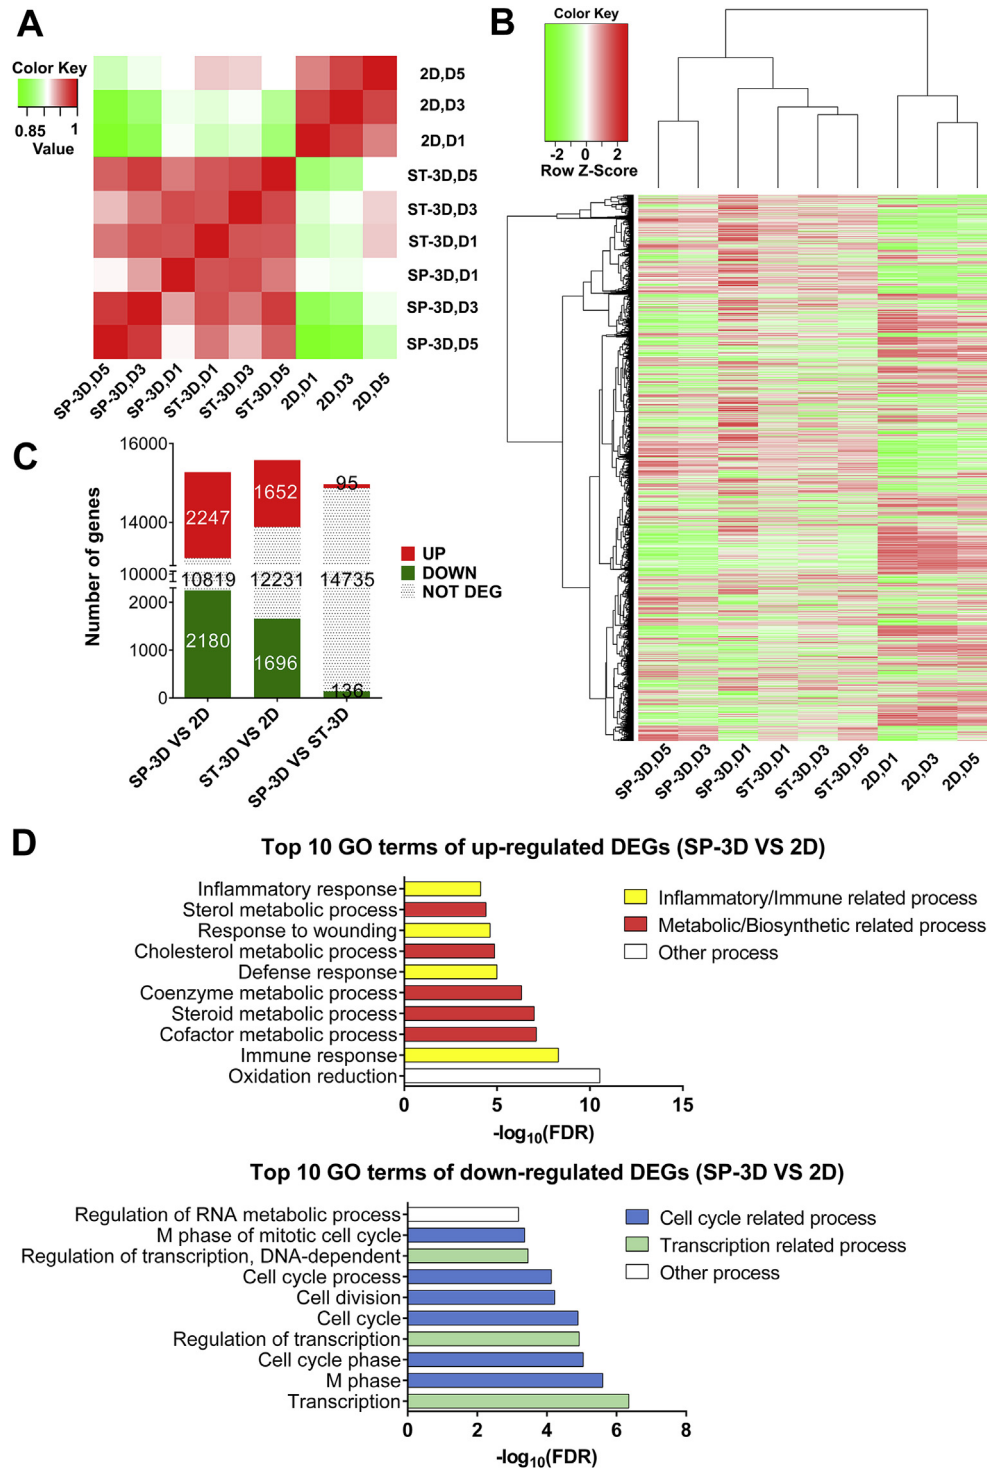 A
Color Key
0.85 1
Value
2D,D5
2D,D3
2D,D1
ST-3D,D5
ST-3D,D3
ST-3D,D1
SP-3D,D1
SP-3D,D3
SP-3D,D5
SP-3D,D5
SP-3D,D3
SP-3D,D1
ST-3D,D1
ST-3D,D3
ST-3D,D5
2D,D1
2D,D3
2D,D5
B
Color Key
-2 0 2
Row Z-Score
SP-3D,D5
SP-3D,D3
SP-3D,D1
ST-3D,D1
ST-3D,D3
ST-3D,D5
2D,D1
2D,D3
2D,D5
C
Number of genes
16000
14000
10000
2000
1000
0
2247
10819
2180
1652
12231
1696
95
14735
136
SP-3D VS 2D
ST-3D VS 2D
SP-3D VS ST-3D
UP
DOWN
NOT DEG
D
Top 10 GO terms of up-regulated DEGs (SP-3D VS 2D)
Inflammatory response
Sterol metabolic process
Response to wounding
Cholesterol metabolic process
Defense response
Coenzyme metabolic process
Steroid metabolic process
Cofactor metabolic process
Immune response
Oxidation reduction
0 5 10 15
-log10(FDR)
Inflammatory/Immune related process
Metabolic/Biosynthetic related process
Other process
Top 10 GO terms of down-regulated DEGs (SP-3D VS 2D)
Regulation of RNA metabolic process
M phase of mitotic cell cycle
Regulation of transcription, DNA-dependent
Cell cycle process
Cell division
Cell cycle
Regulation of transcription
Cell cycle phase
M phase
Transcription
0 2 4 6 8
-log10(FDR)
Cell cycle related process
Transcription related process
Other process